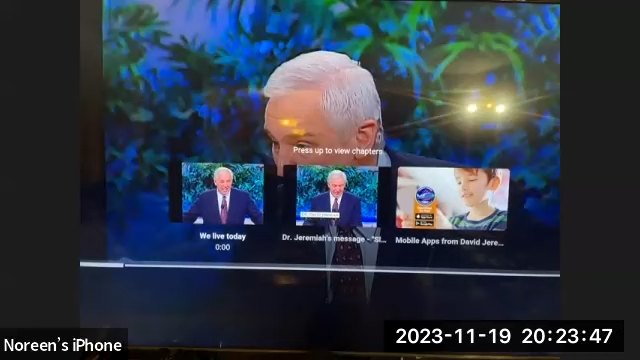 Press up to view chapters
We live today
0:00
Dr. Jeremiah's message - "Sl...
Mobile Apps from David Jere...
Noreen's iPhone
2023-11-19 20:23:47